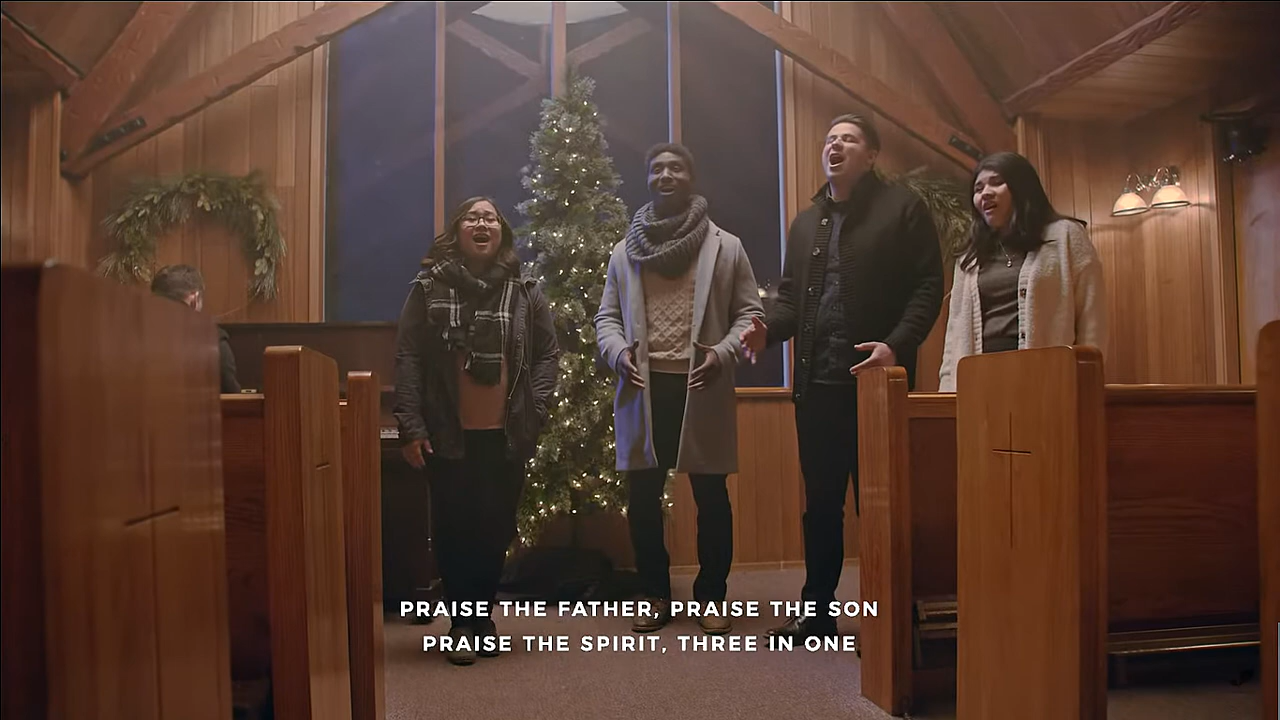 PRAISE THE FATHER, PRAISE THE SON
PRAISE THE SPIRIT, THREE IN ONE